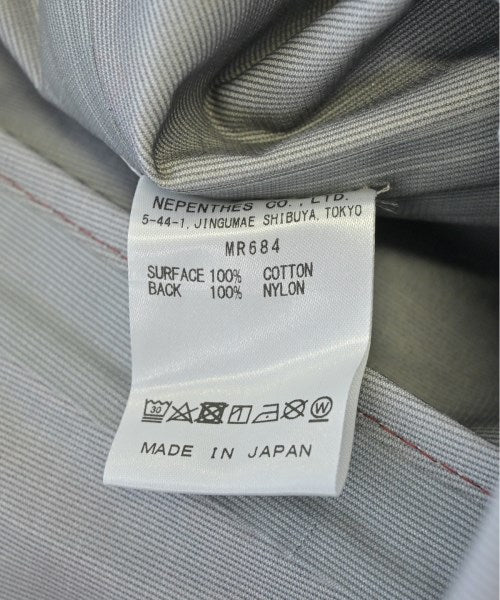 NEPENTHES CO.,LTD.
5-44-1, JINGUMAE SHIBUYA, TOKYO
MR684
SURFACE 100% COTTON
BACK 100% NYLON
30 W
MADE IN JAPAN